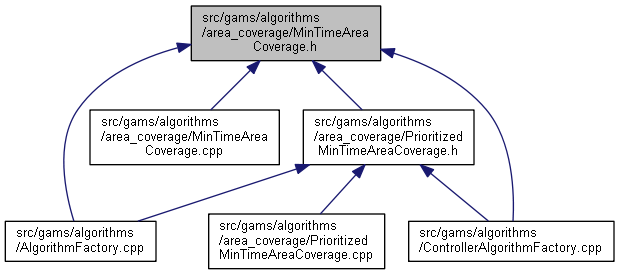 src/gams/algorithms
/area_coverage/MinTimeArea
Coverage.h
src/gams/algorithms
/area_coverage/MinTimeArea
Coverage.cpp
src/gams/algorithms
/area_coverage/Prioritized
MinTimeAreaCoverage.h
src/gams/algorithms
/AlgorithmFactory.cpp
src/gams/algorithms
/area_coverage/Prioritized
MinTimeAreaCoverage.cpp
src/gams/algorithms
/ControllerAlgorithmFactory.cpp